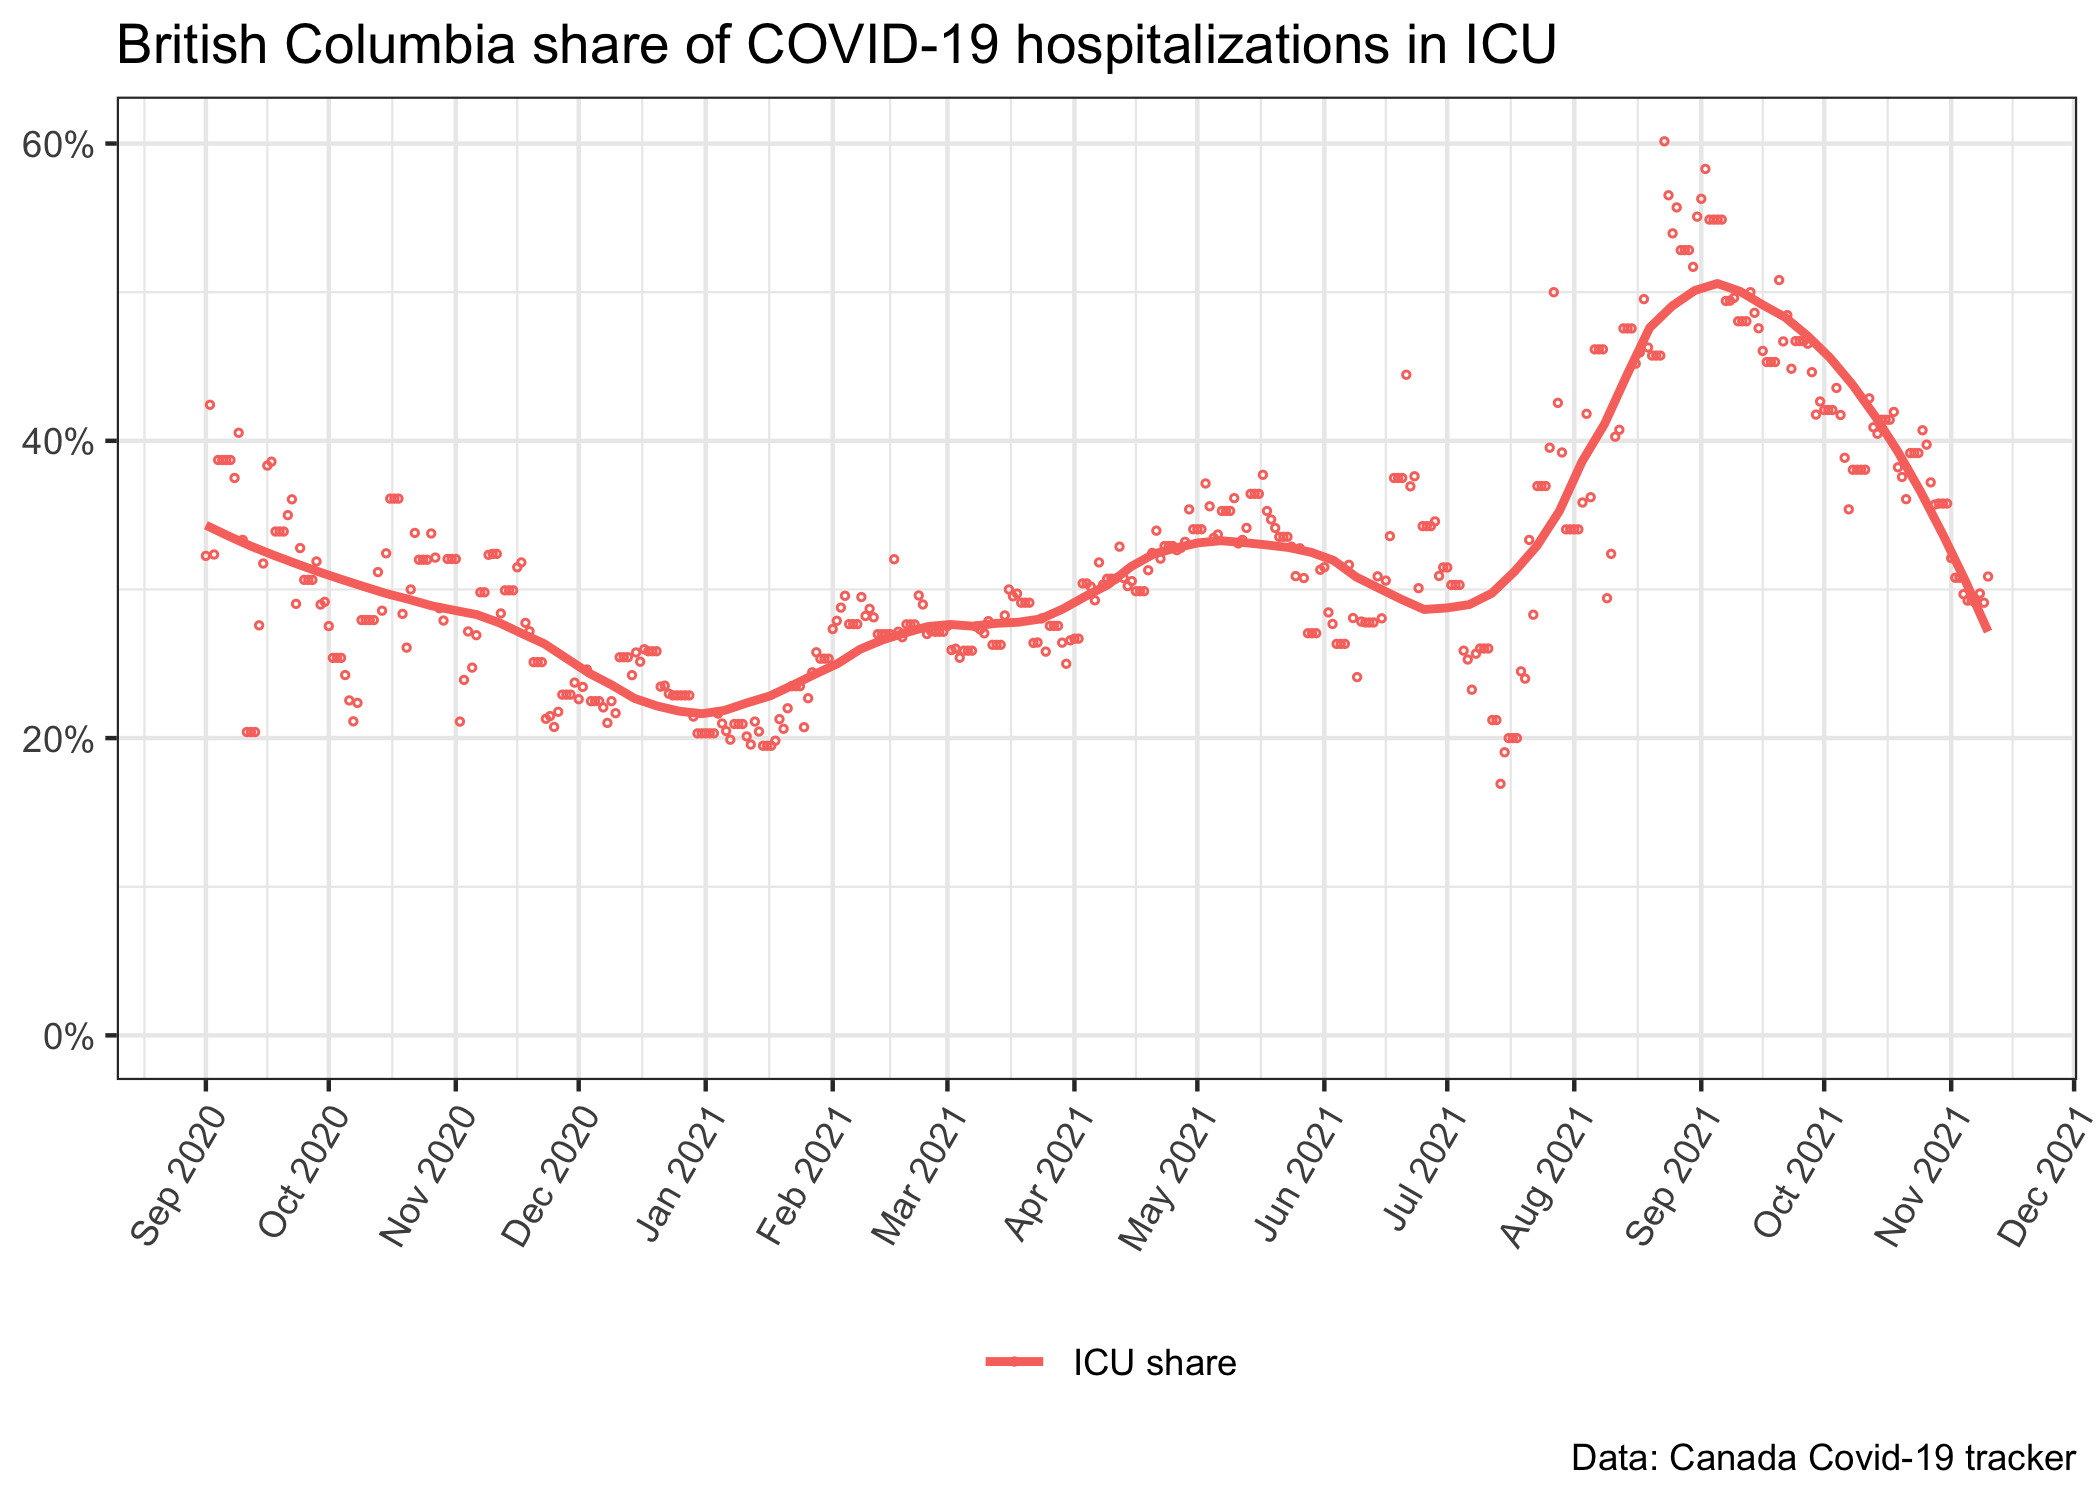 British Columbia share of COVID-19 hospitalizations in ICU
60%
40%
20%
0%
Sep 2020
Oct 2020
Nov 2020
Dec 2020
Jan 2021
Feb 2021
Mar 2021
Apr 2021
May 2021
Jun 2021
Jul 2021
Aug 2021
Sep 2021
Oct 2021
Nov 2021
Dec 2021
ICU share
Data: Canada Covid-19 tracker